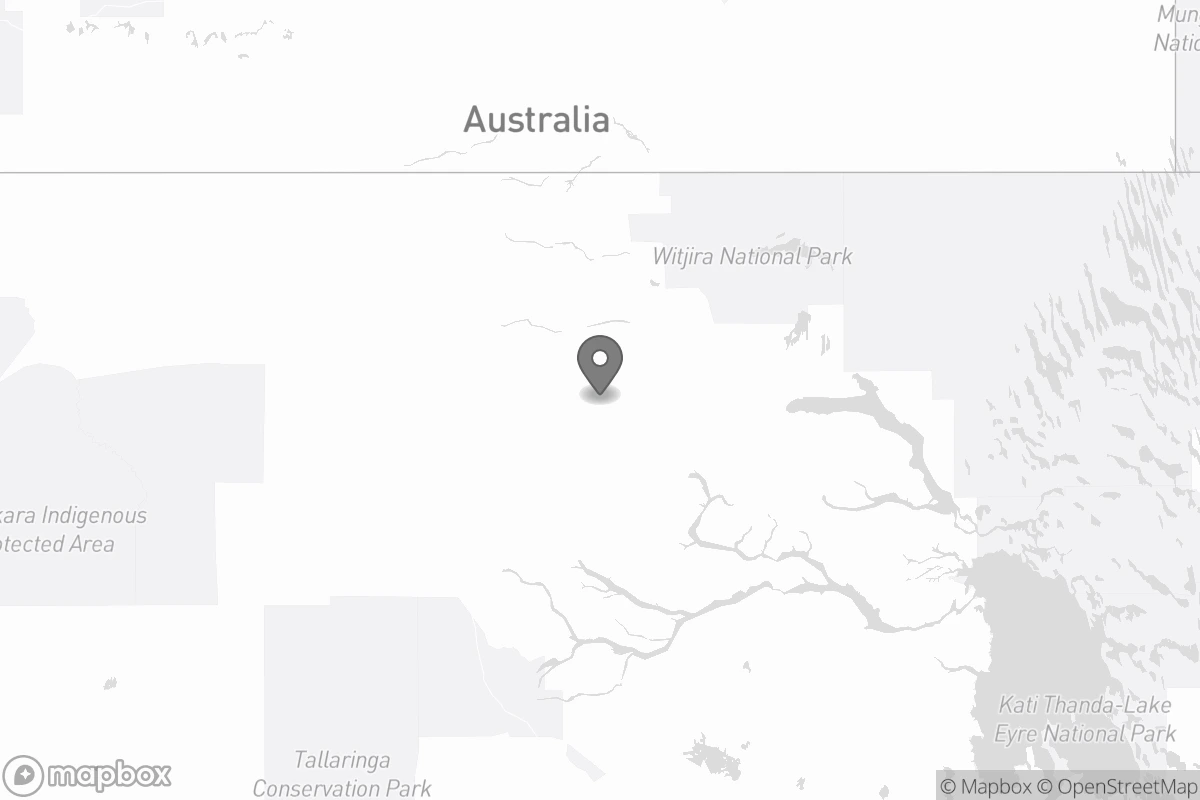 Mun
Natio
Australia
Witjira National Park
kara Indigenous
otected Area
Kati Thanda-Lake
Eyre National Park
Tallaringa
Conservation Park
mapbox
© Mapbox © OpenStreetMap